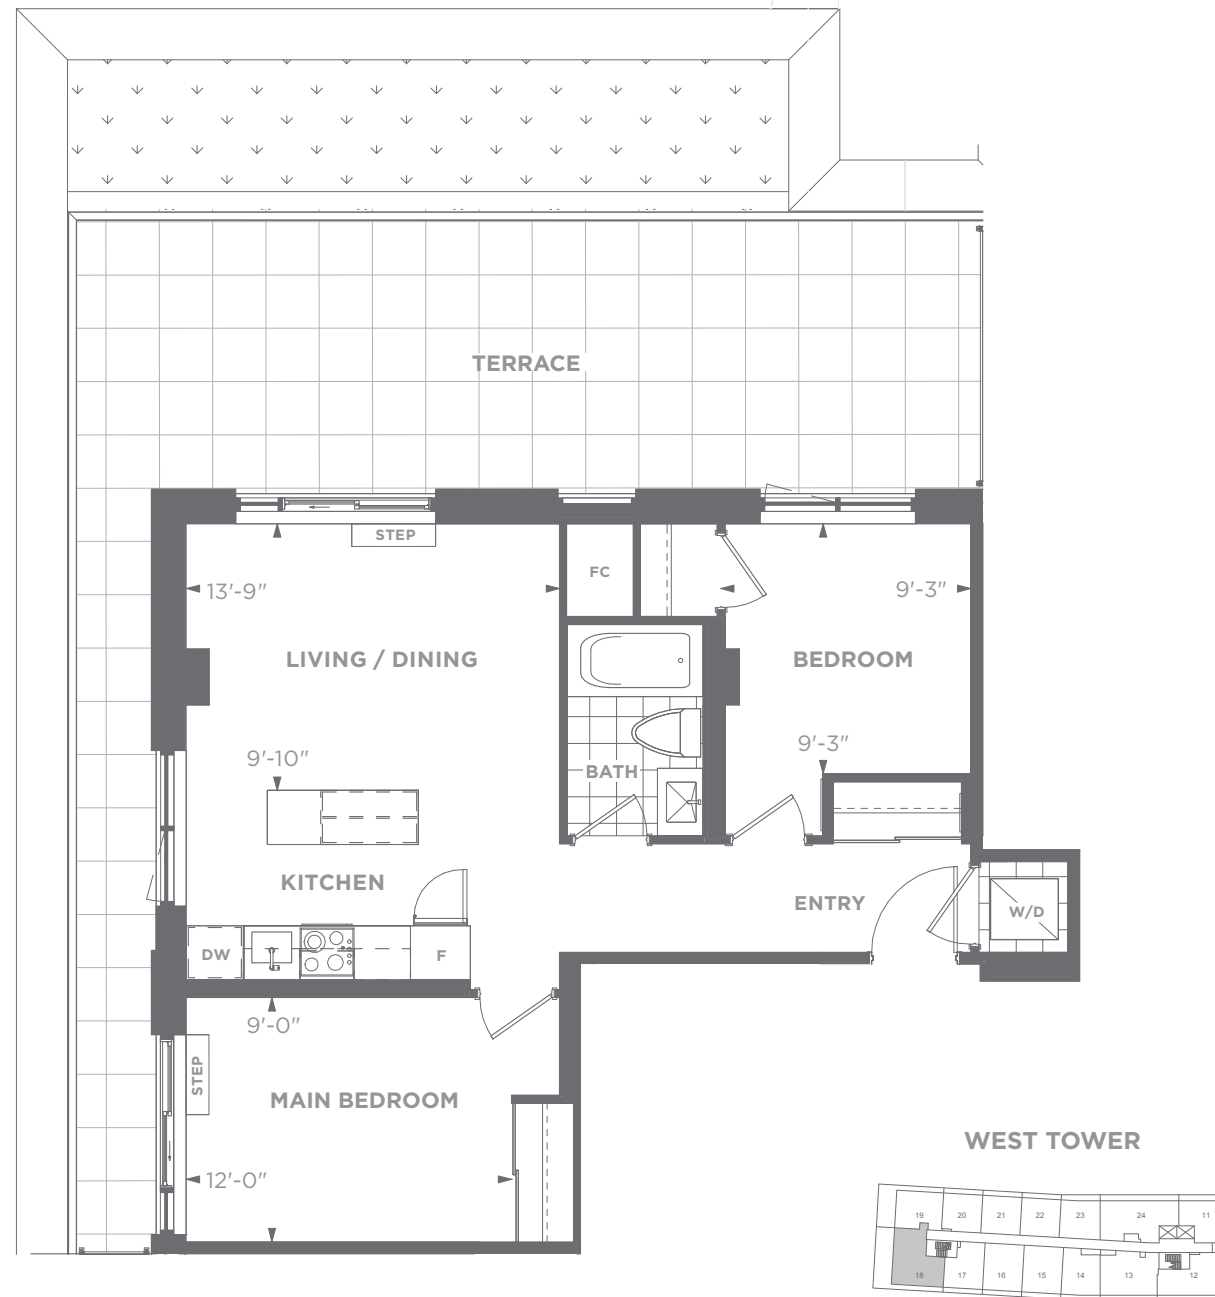 TERRACE
STEP
FC
13'-9"
9'-3"
LIVING / DINING
BEDROOM
9'-3"
9'-10"
BATH
KITCHEN
ENTRY
W/D
DW
F
9'-0"
STEP
MAIN BEDROOM
12'-0"
WEST TOWER
19 20 21 22 23 24 11
18 17 16 15 14 13 12